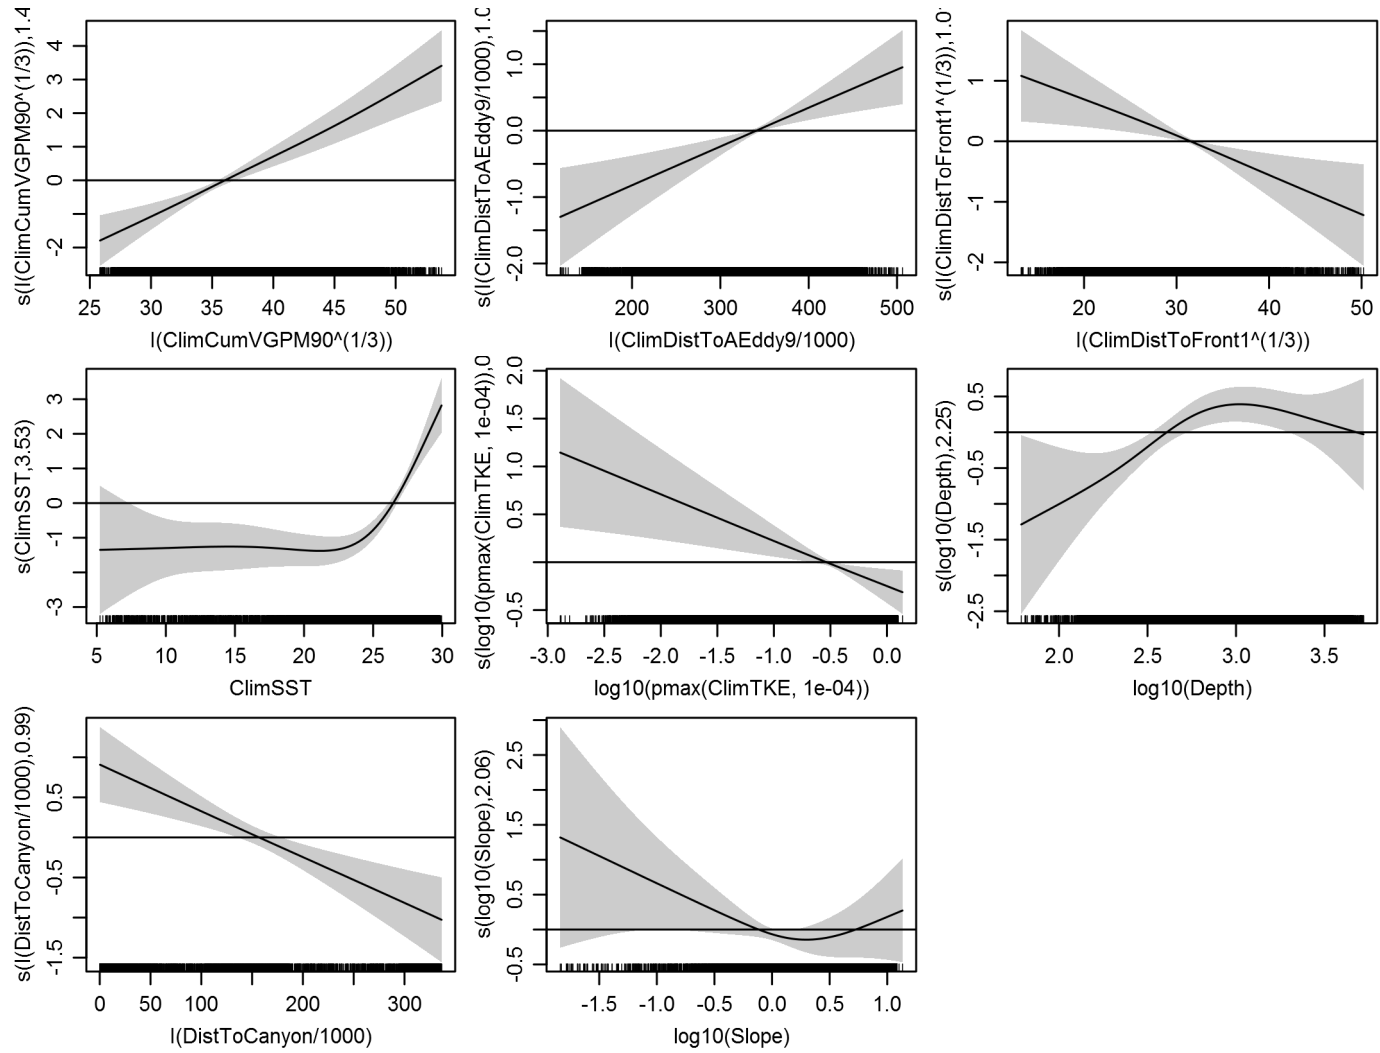 s(I(ClimCumVGPM90^(1/3)),1.4
4
3
2
1
0
-2
25 30 35 40 45 50
I(ClimCumVGPM90^(1/3))
s(I(ClimDistToAEddy9/1000),1.0
1.0
0.0
-1.0
-2.0
200 300 400 500
I(ClimDistToAEddy9/1000)
s(I(ClimDistToFront1^(1/3)),1.0
1
0
-1
-2
20 30 40 50
I(ClimDistToFront1^(1/3))
s(ClimSST,3.53)
3
2
1
0
-1
-3
5 10 15 20 25 30
ClimSST
s(log10(pmax(ClimTKE, 1e-04)),0
2.0
1.5
1.0
0.5
-0.5
-3.0 -2.5 -2.0 -1.5 -1.0 -0.5 0.0
log10(pmax(ClimTKE, 1e-04))
s(log10(Depth),2.25)
0.5
-0.5
-1.5
-2.5
2.0 2.5 3.0 3.5
log10(Depth)
s(I(DistToCanyon/1000),0.99)
0.5
-0.5
-1.5
0 50 100 200 300
I(DistToCanyon/1000)
s(log10(Slope),2.06)
2.5
1.5
0.5
-0.5
-1.5 -1.0 -0.5 0.0 0.5 1.0
log10(Slope)